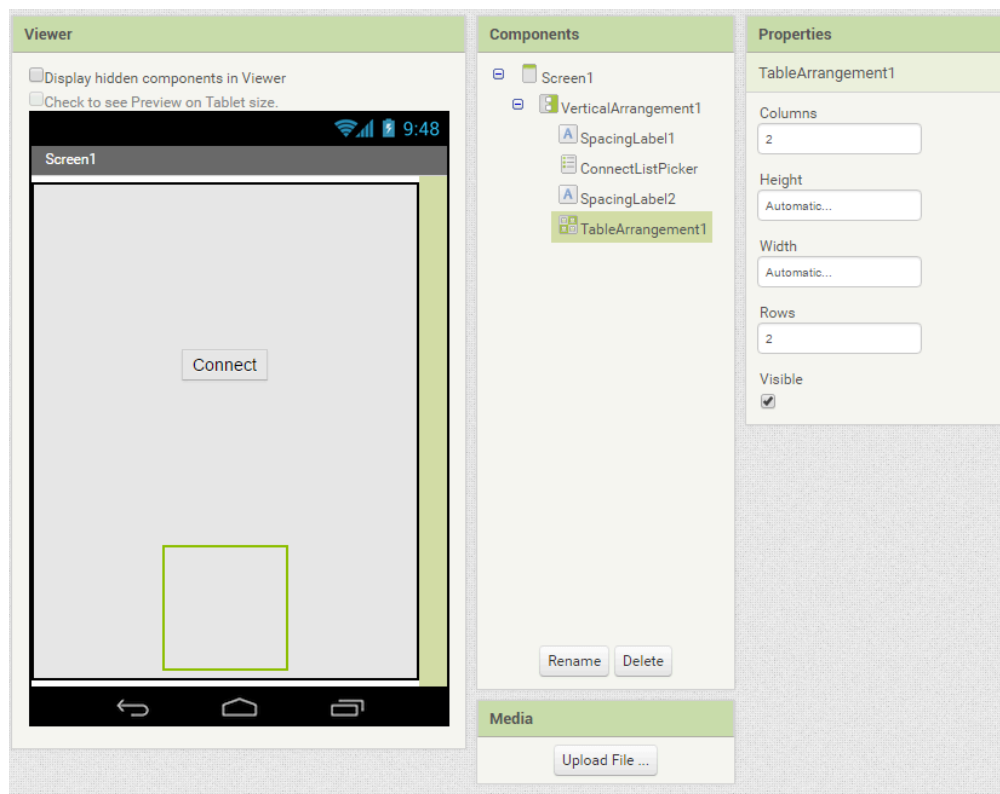 Viewer
Display hidden components in Viewer
Check to see Preview on Tablet size.
9:48
Screen1
Connect
Components
Screen1
VerticalArrangement1
A SpacingLabel1
ConnectListPicker
A SpacingLabel2
TableArrangement1
Rename Delete
Media
Upload File ...
Properties
TableArrangement1
Columns
2
Height
Automatic...
Width
Automatic...
Rows
2
Visible